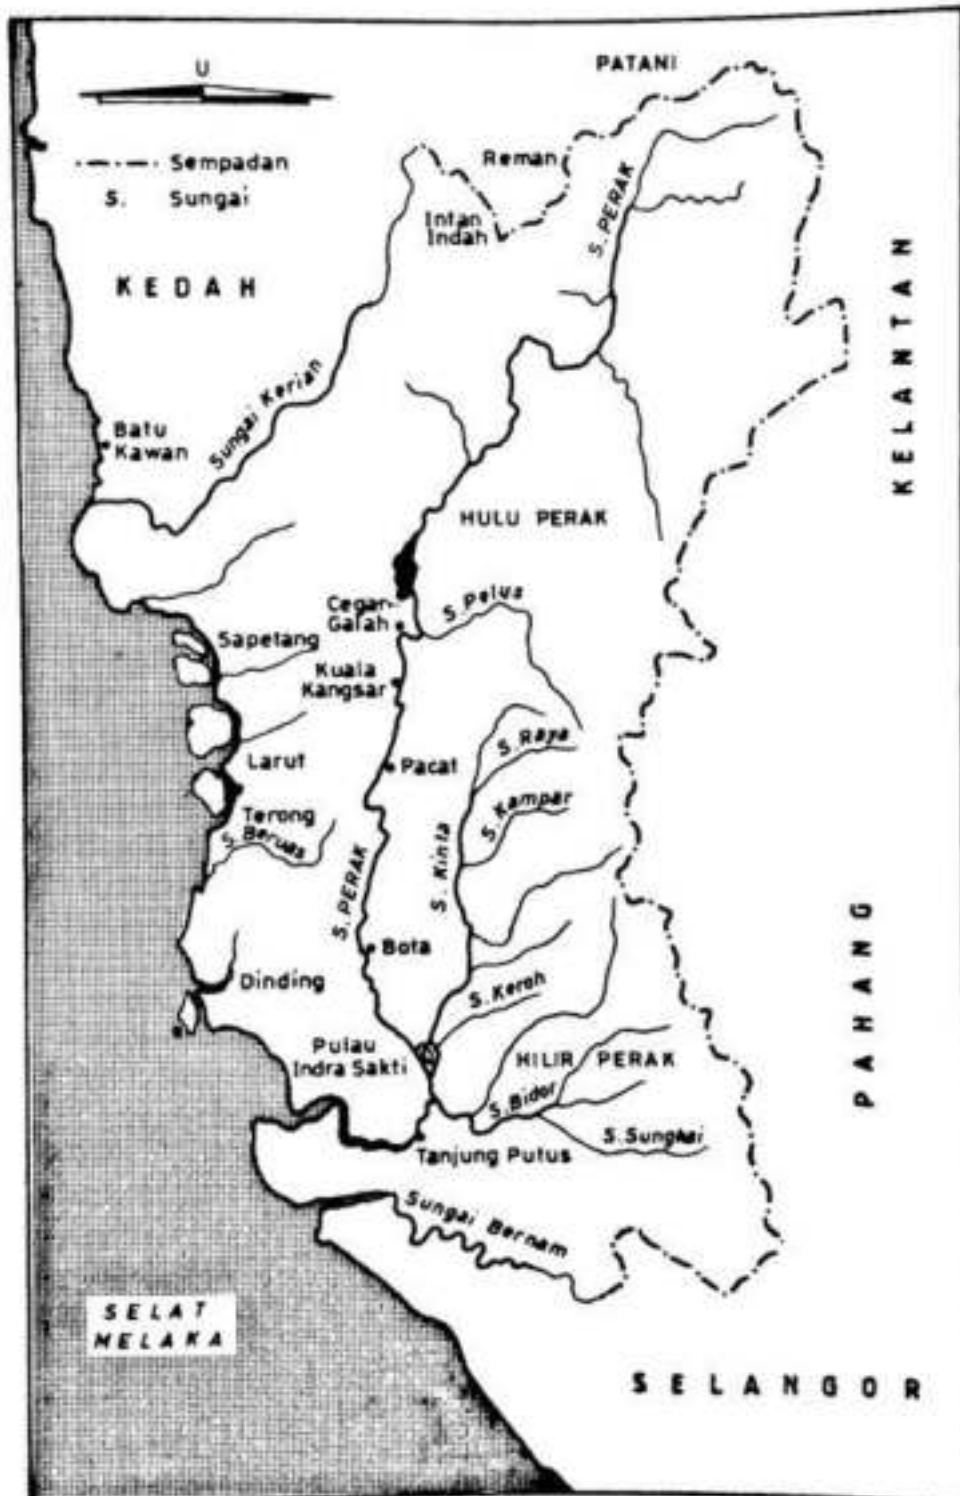 PATANI
U
Reman
Sempadan
S. Sungai
S. PERAK
Intan
Indah
KEDAH
KELANTAN
Sungai Kerian
Batu
Kawan
HULU PERAK
Cegar
Galah
S. Pelus
Sapetang
Kuala
Kangsar
S. Raya
Larut
Pacat
S. Kampar
Terong
S. Beruas
S. PERAK
S. Kinta
Bota
PAHANG
Dinding
S. Keroh
Pulau
Indra Sakti
HILIR PERAK
S. Bidor
S. Sungkai
Tanjung Putus
Sungai Bernam
SELAT
MELAKA
SELANGOR